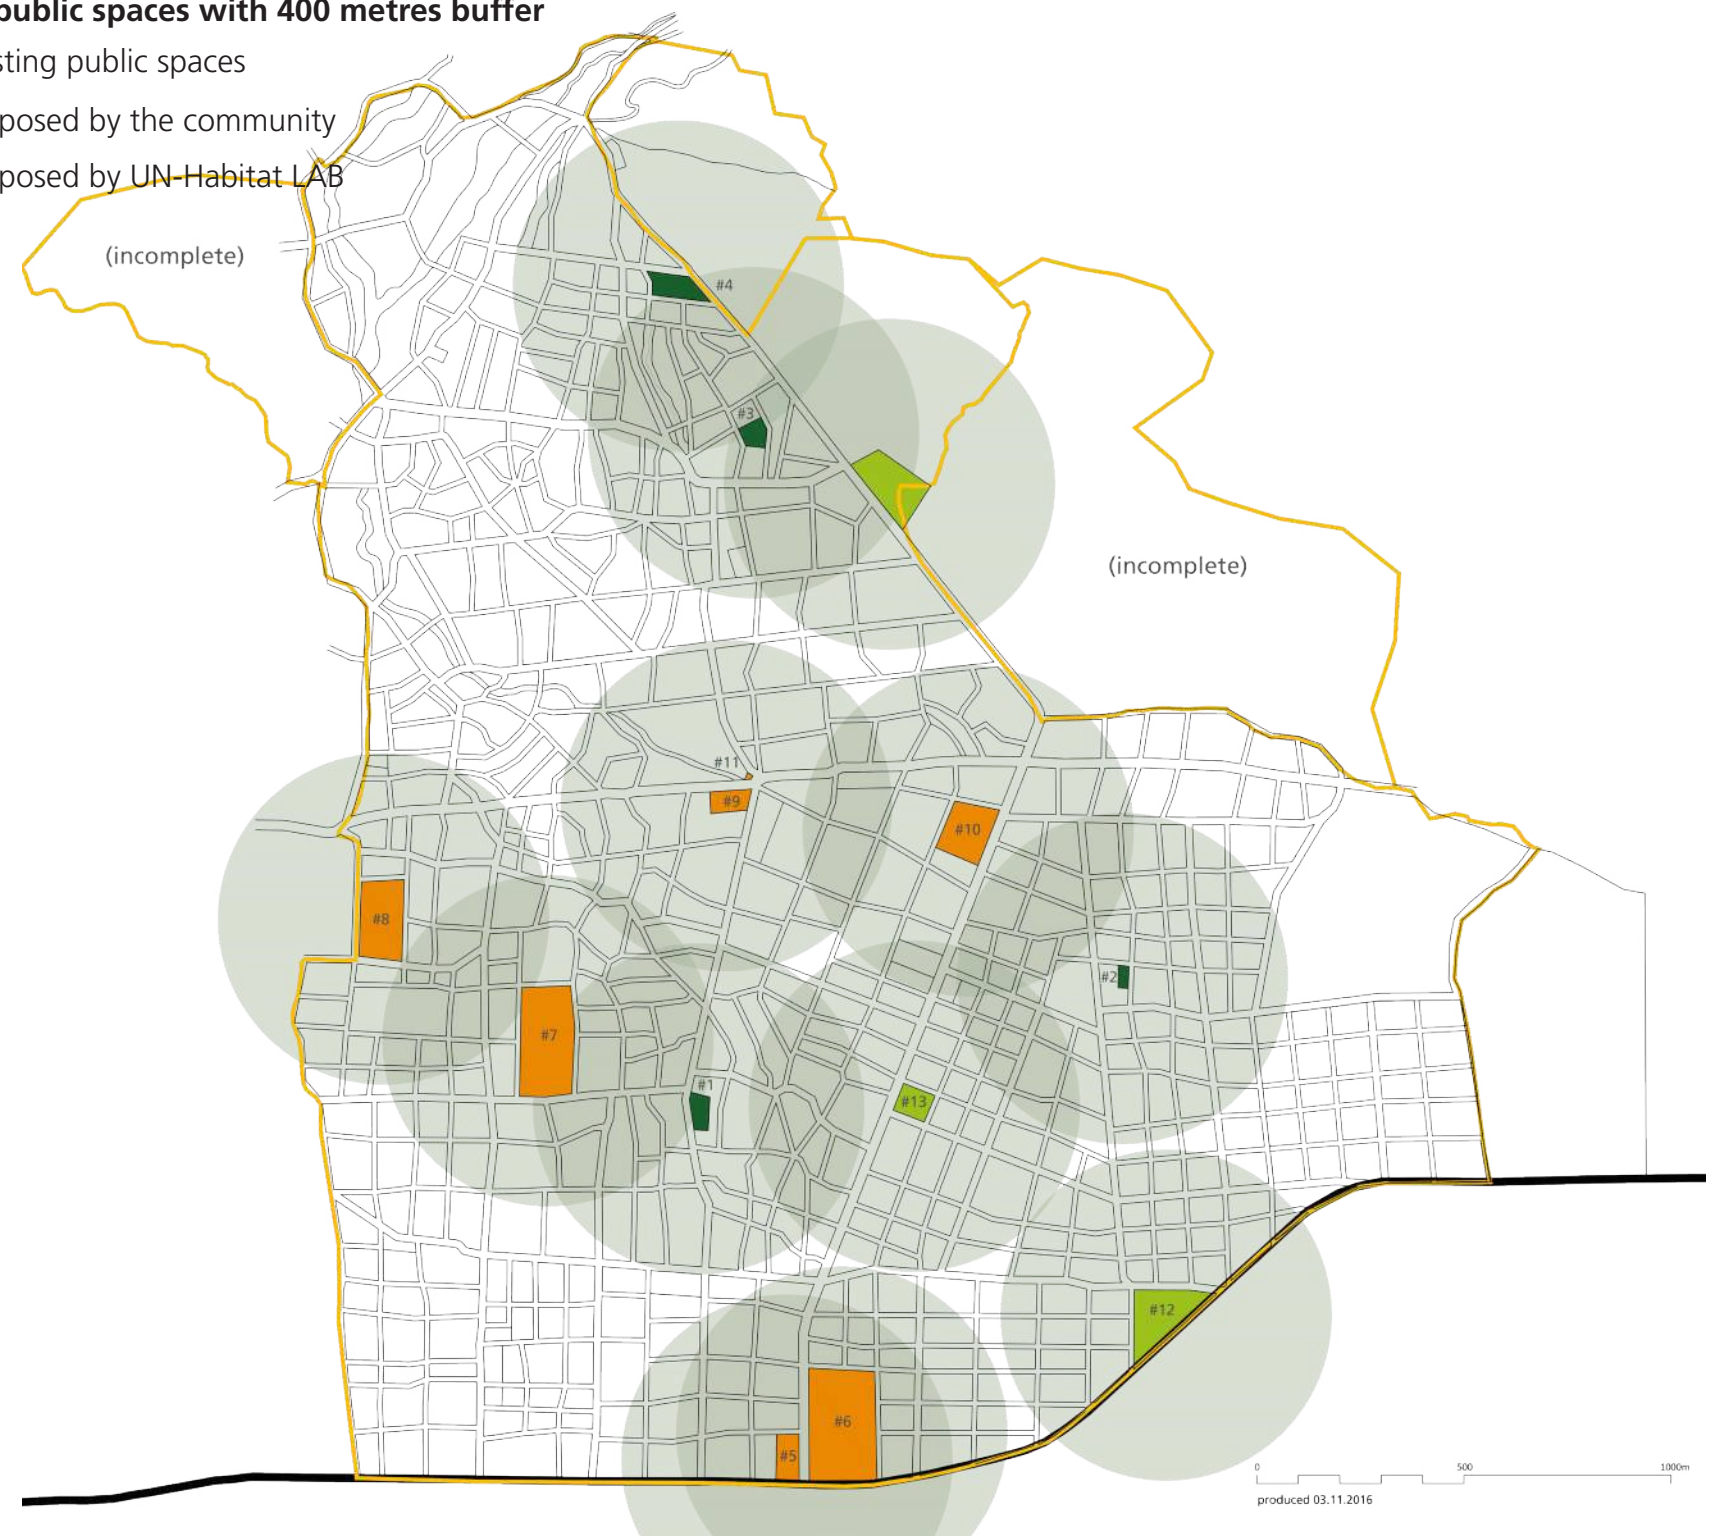 public spaces with 400 metres buffer
sting public spaces
posed by the community
posed by UN-Habitat LAB
(incomplete)
#4
#3
(incomplete)
#11
#9
#10
#8
#2
#7
#1
#13
#12
#6
#5
0 500 1000m
produced 03.11.2016